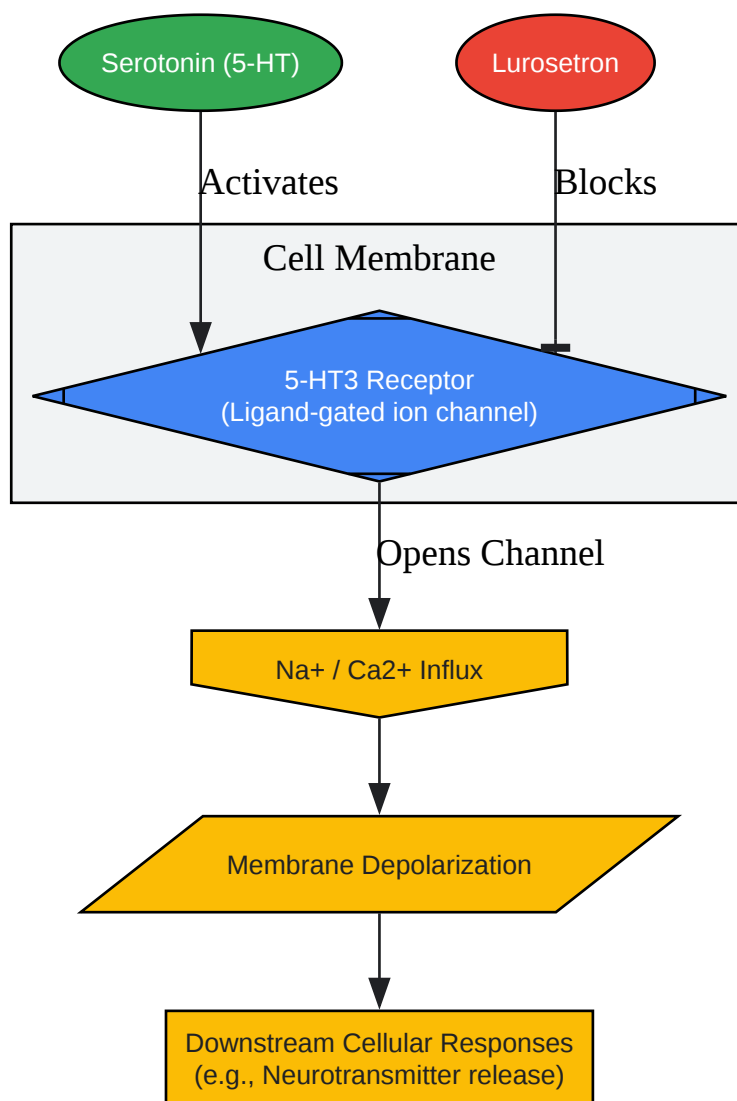 Serotonin (5-HT)
Lurosetron
Activates
Blocks
Cell Membrane
5-HT3 Receptor
(Ligand-gated ion channel)
Opens Channel
Na+ / Ca2+ Influx
Membrane Depolarization
Downstream Cellular Responses
(e.g., Neurotransmitter release)